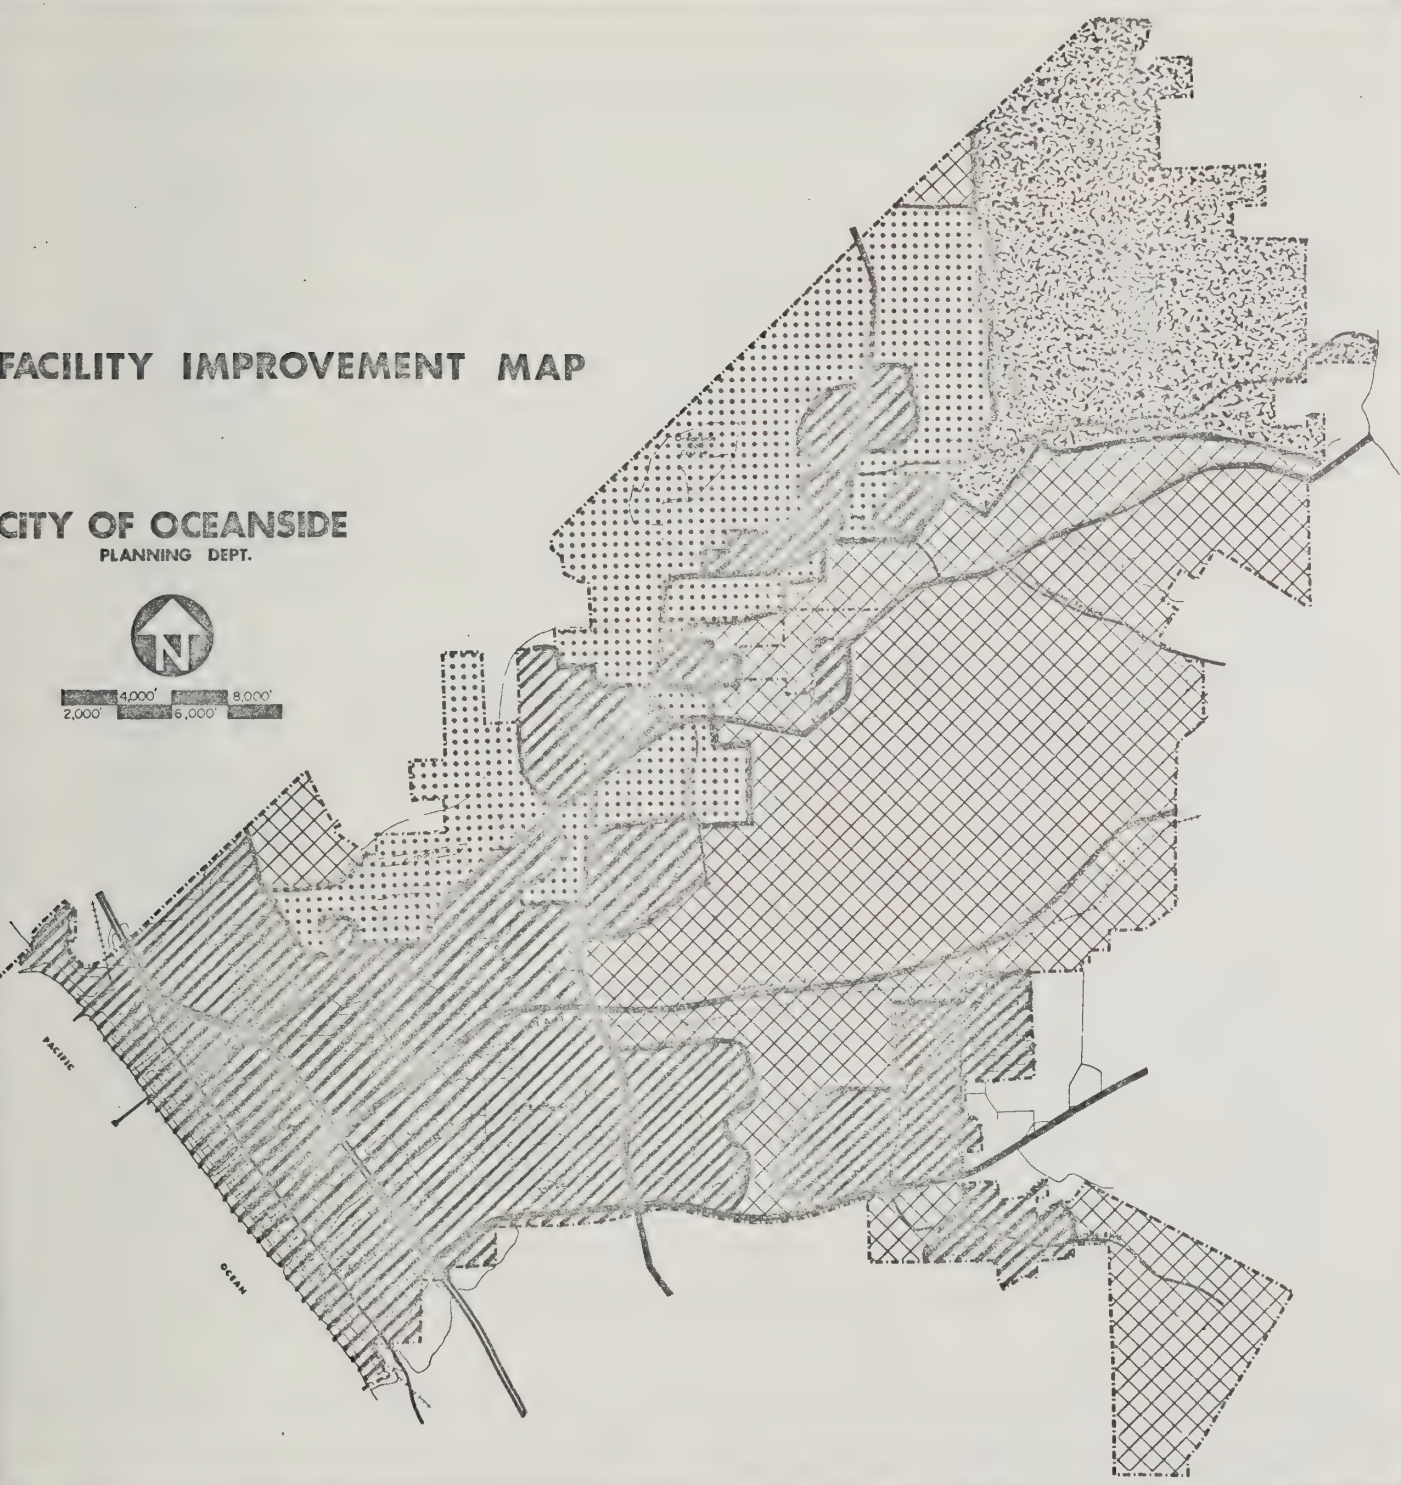 FACILITY IMPROVEMENT MAP
CITY OF OCEANSIDE
PLANNING DEPT.
N
4,000' 8,000'
2,000' 6,000'
PACIFIC
OCEAN